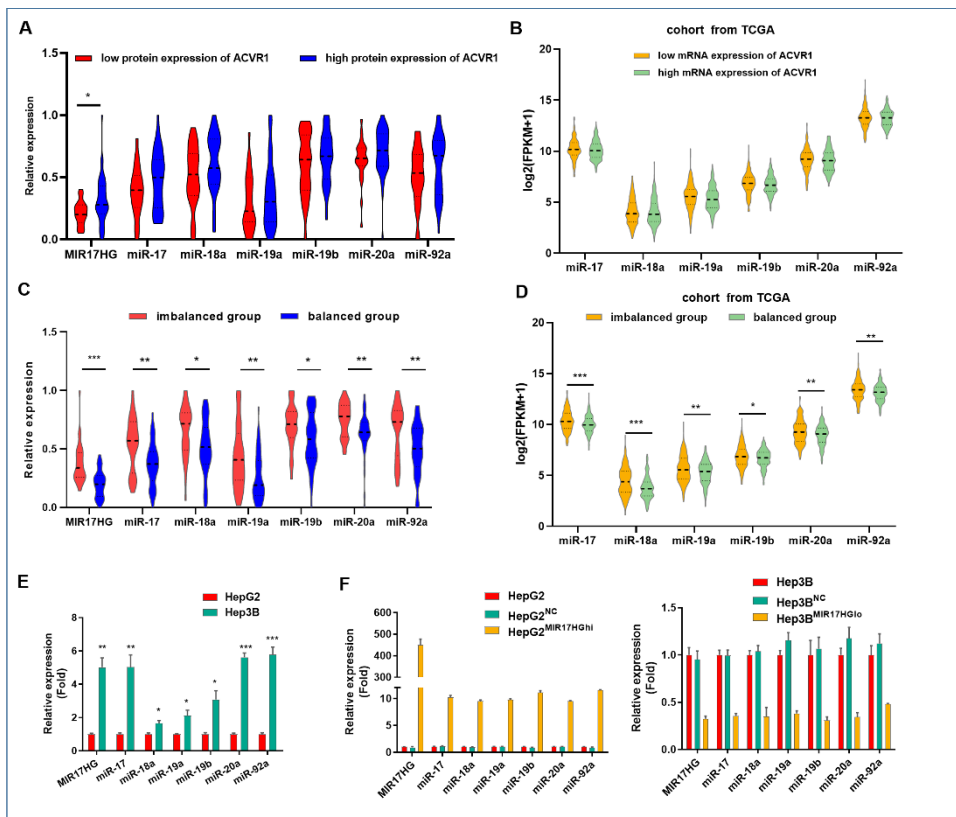 A
low protein expression of ACVR1
high protein expression of ACVR1
Relative expression
1.5
1.0
0.5
0.0
*
MIR17HG
miR-17
miR-18a
miR-19a
miR-19b
miR-20a
miR-92a
B
cohort from TCGA
low mRNA expression of ACVR1
high mRNA expression of ACVR1
log2(FPKM+1)
20
15
10
5
0
miR-17
miR-18a
miR-19a
miR-19b
miR-20a
miR-92a
C
imbalanced group
balanced group
Relative expression
1.5
1.0
0.5
0.0
***
**
*
**
*
**
**
MIR17HG
miR-17
miR-18a
miR-19a
miR-19b
miR-20a
miR-92a
D
cohort from TCGA
imbalanced group
balanced group
log2(FPKM+1)
20
15
10
5
0
***
***
**
*
**
**
miR-17
miR-18a
miR-19a
miR-19b
miR-20a
miR-92a
E
HepG2
Hep3B
Relative expression
(Fold)
8
6
4
2
0
**
**
*
*
*
***
***
MIR17HG
miR-17
miR-18a
miR-19a
miR-19b
miR-20a
miR-92a
F
HepG2
HepG2NC
HepG2MIR17HGhi
Relative expression
(Fold)
500
450
400
350
300
10
5
0
MIR17HG
miR-17
miR-18a
miR-19a
miR-19b
miR-20a
miR-92a
Hep3B
Hep3BNC
Hep3BMIR17HGlo
Relative expression
(Fold)
1.5
1.0
0.5
0.0
MIR17HG
miR-17
miR-18a
miR-19a
miR-19b
miR-20a
miR-92a